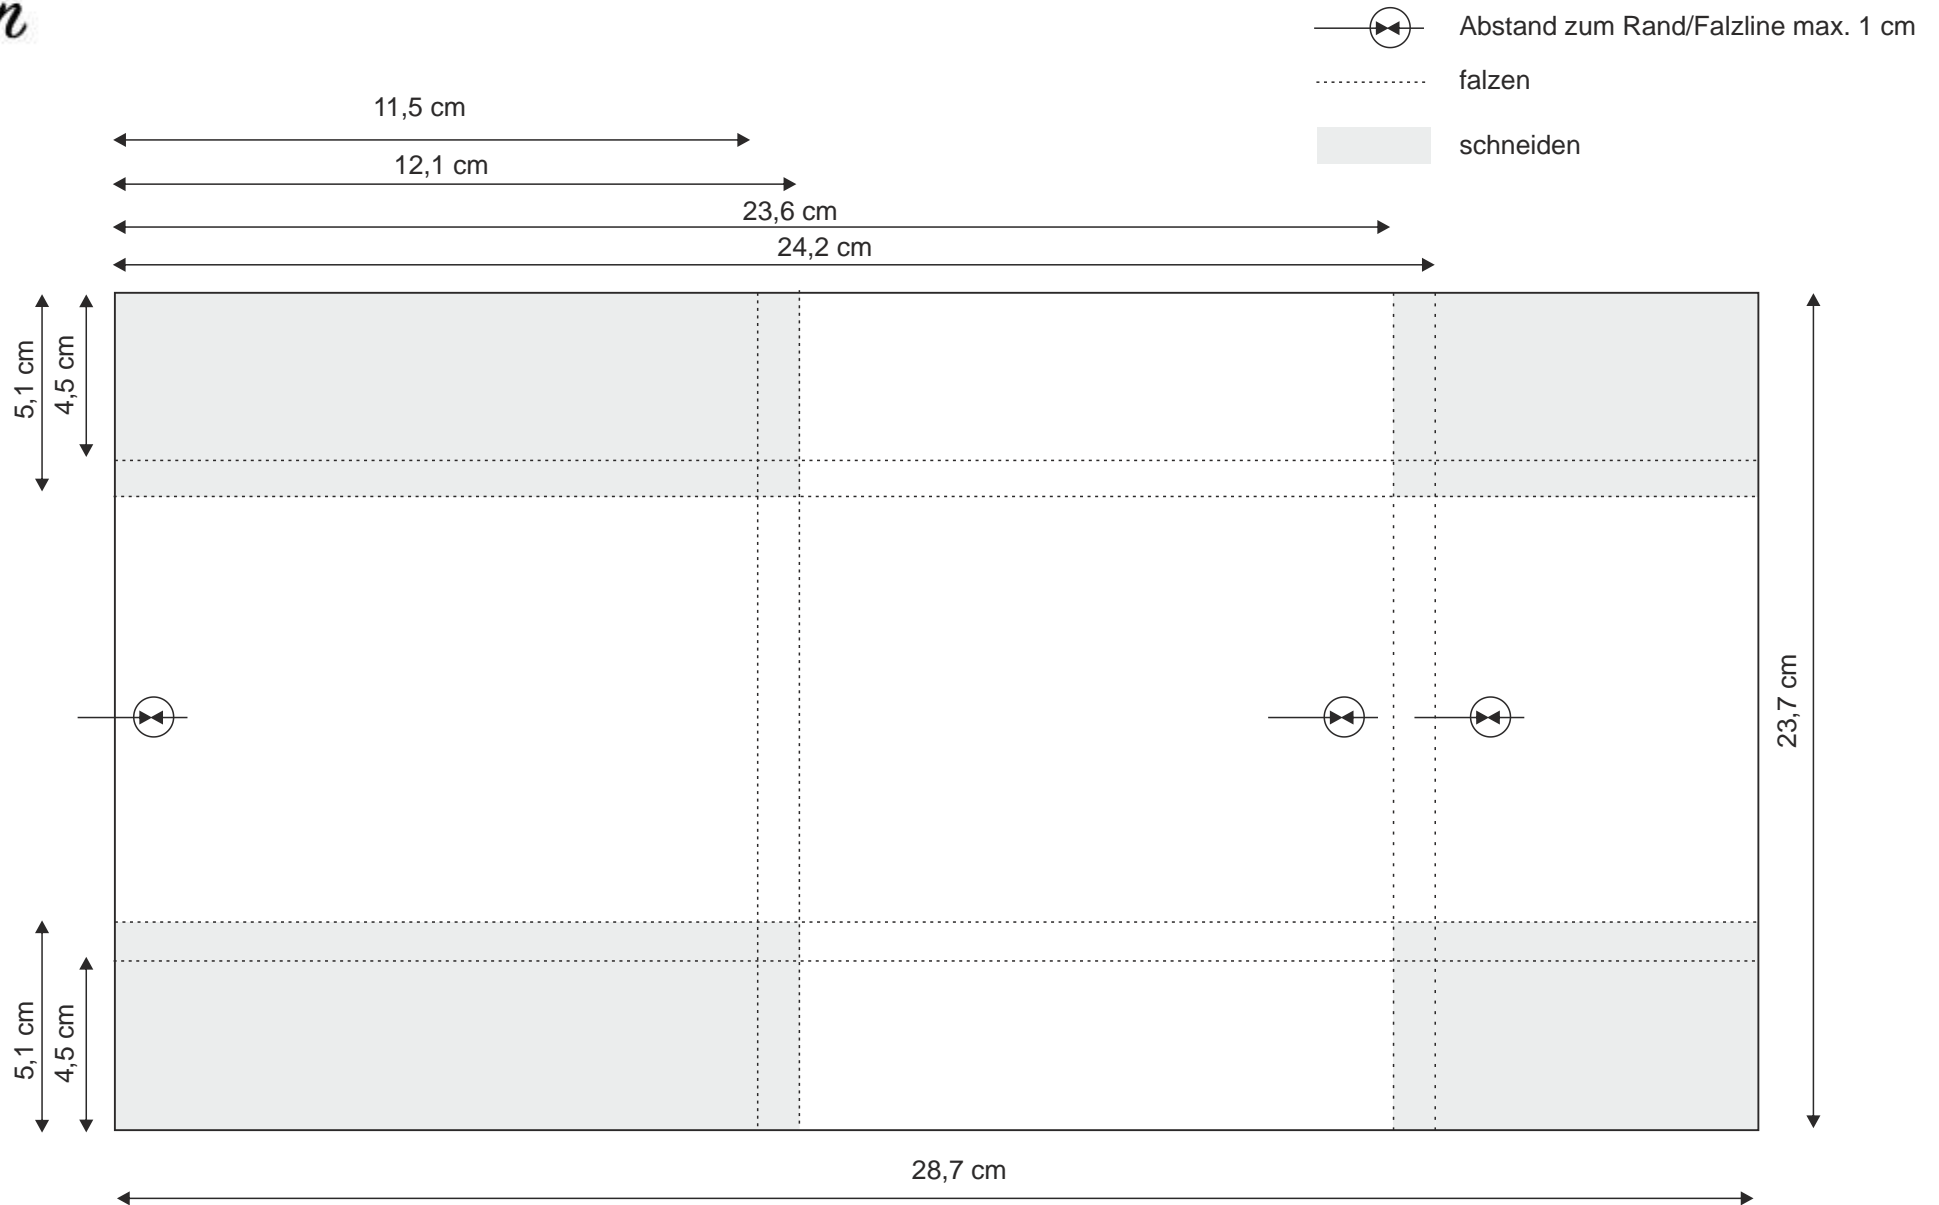 n
Abstand zum Rand/Falzline max. 1 cm
falzen
schneiden
11,5 cm
12,1 cm
23,6 cm
24,2 cm
5,1 cm
4,5 cm
23,7 cm
5,1 cm
4,5 cm
28,7 cm